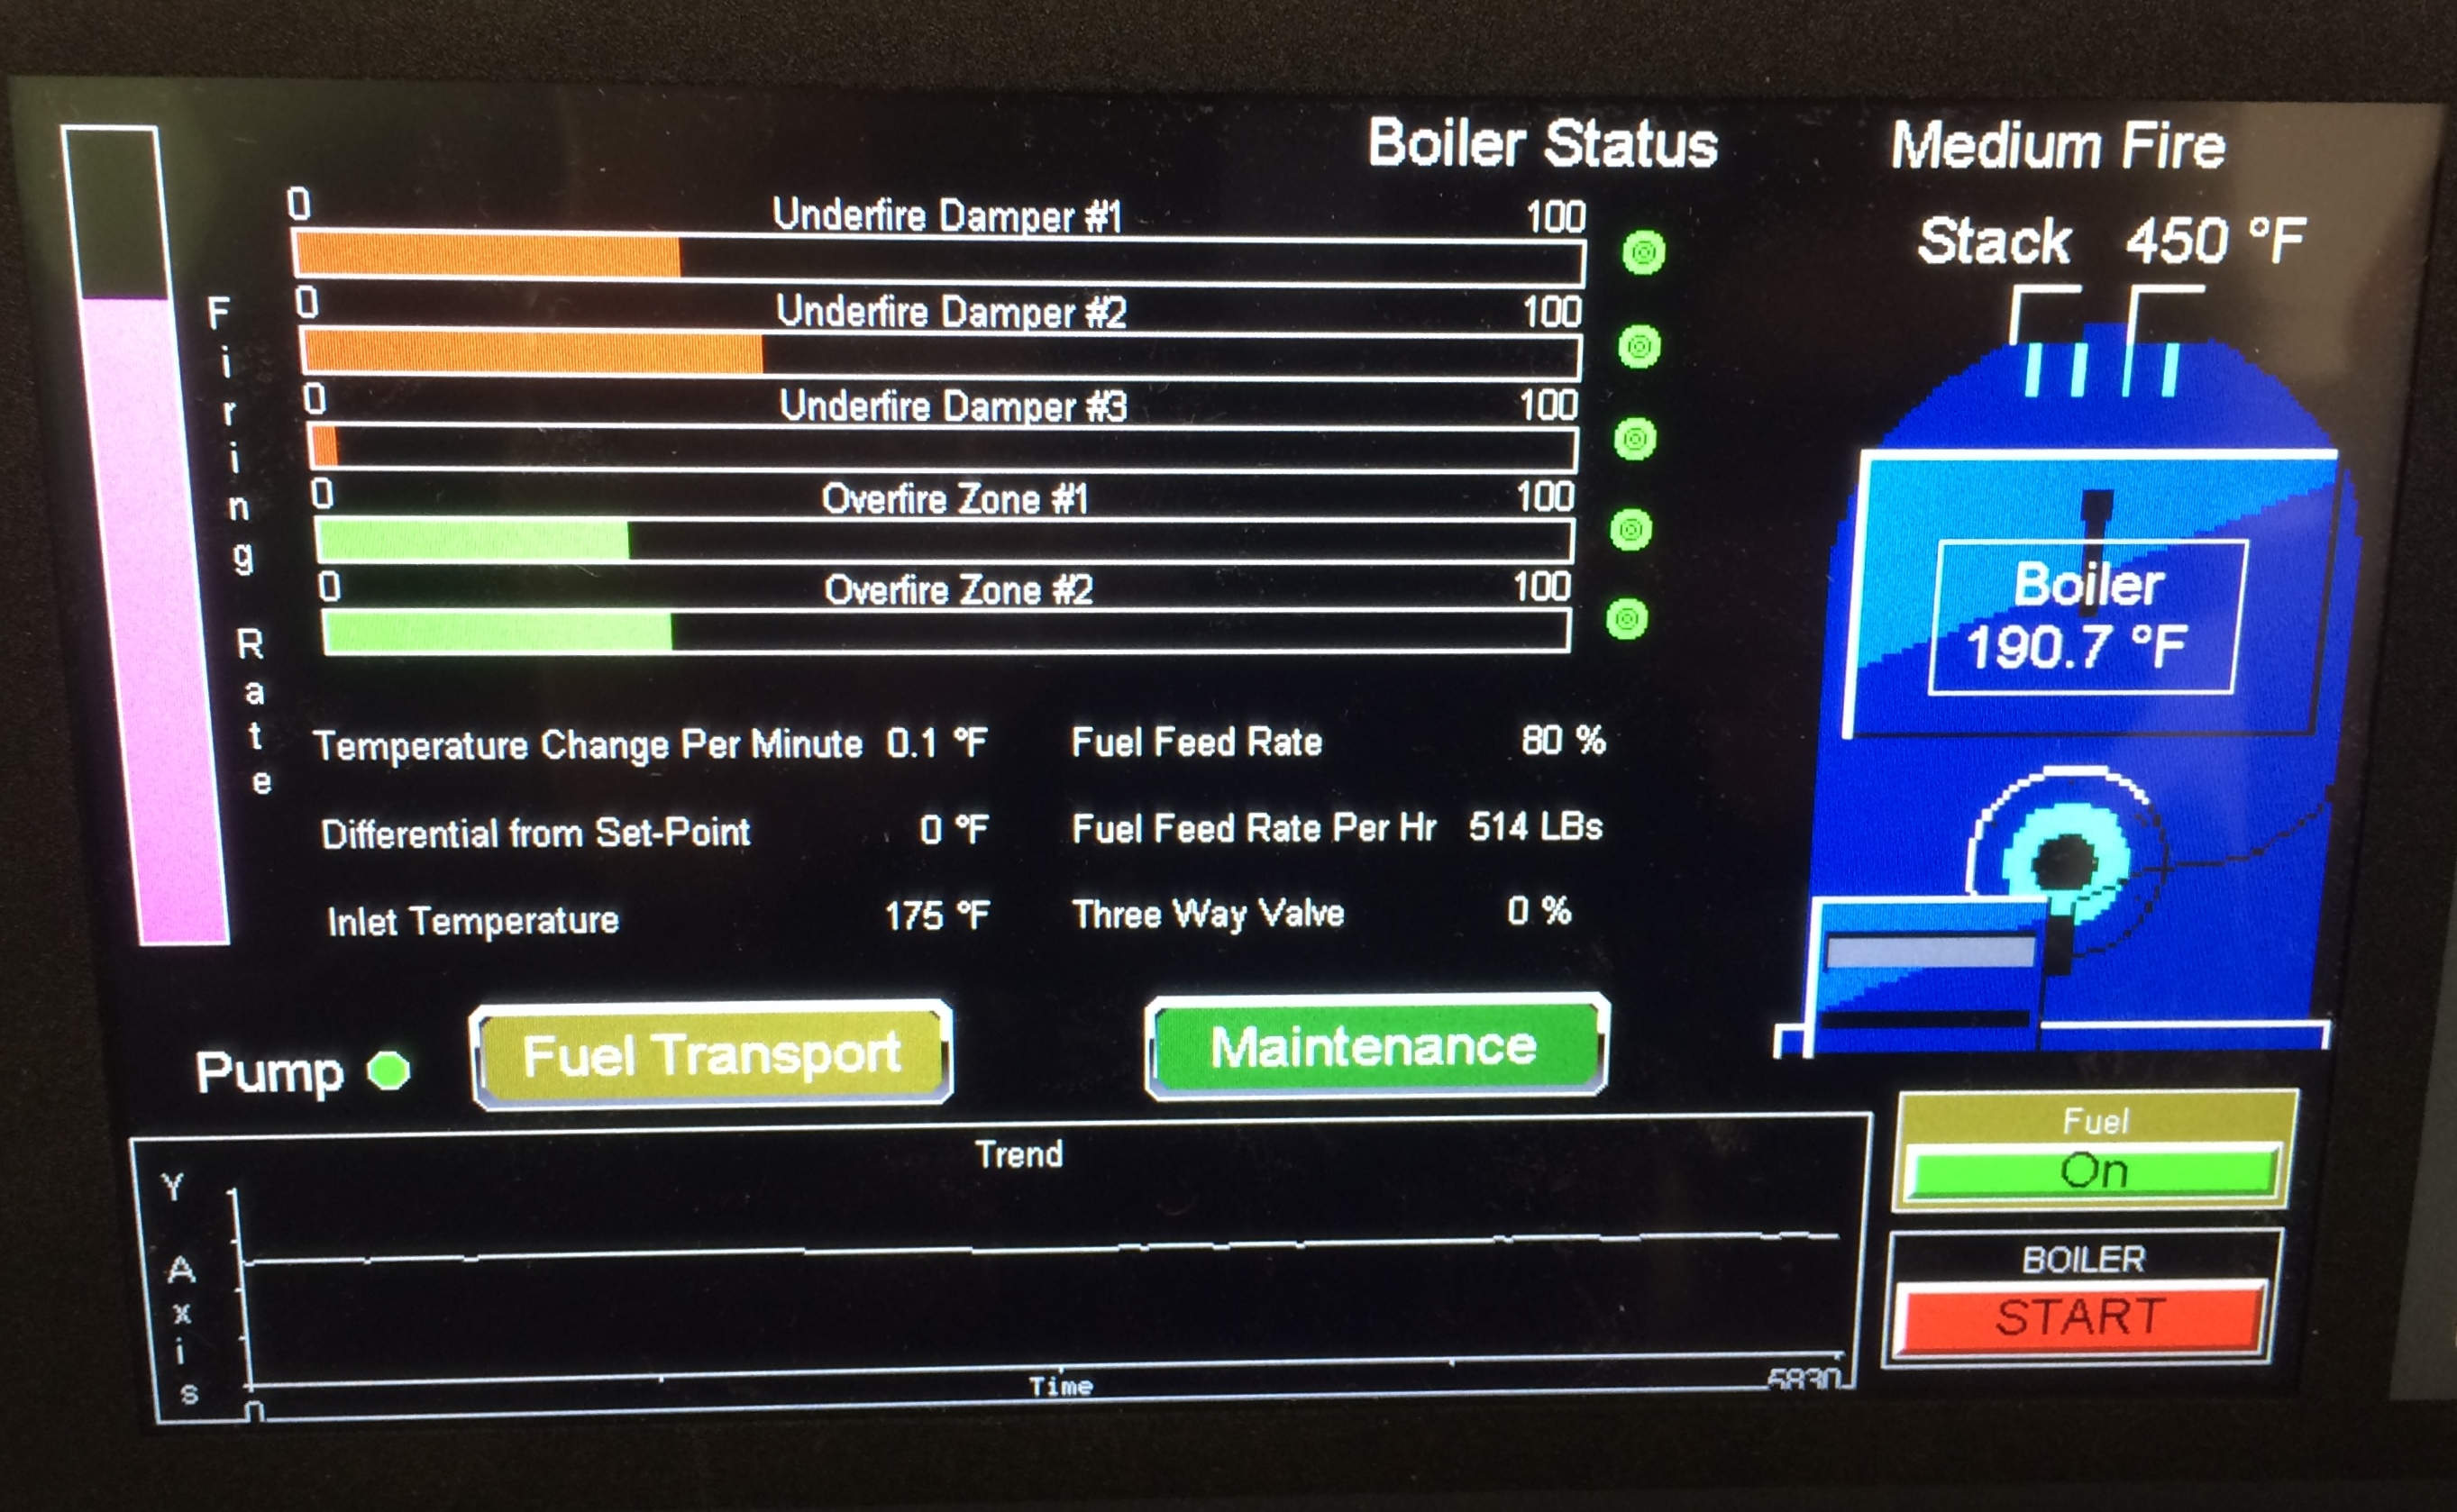 Boiler Status
Medium Fire
Stack 450 °F
0 Underfire Damper #1 100
0 Underfire Damper #2 100
0 Underfire Damper #3 100
0 Overfire Zone #1 100
0 Overfire Zone #2 100
Firing Rate
Boiler
190.7 °F
Temperature Change Per Minute 0.1 °F
Fuel Feed Rate 80 %
Differential from Set-Point 0 °F
Fuel Feed Rate Per Hr 514 LBs
Inlet Temperature 175 °F
Three Way Valve 0 %
Pump
Fuel Transport
Maintenance
Fuel
On
BOILER
START
Trend
Y Axis
Time
0